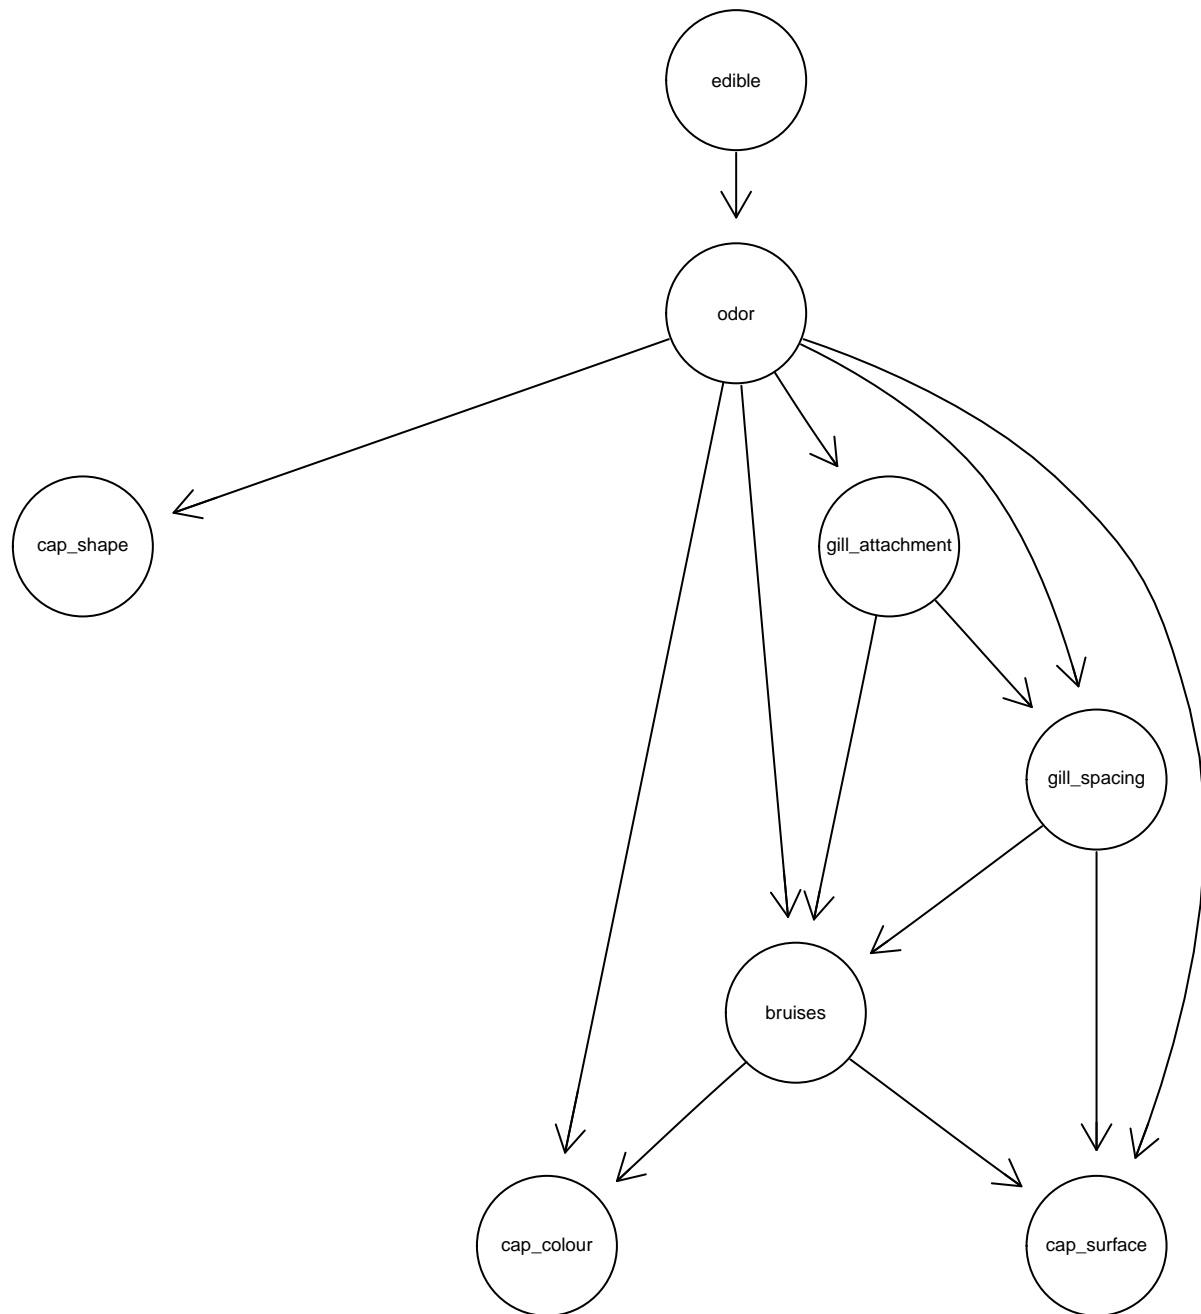 edible
odor
cap_shape
gill_attachment
gill_spacing
bruises
cap_colour
cap_surface